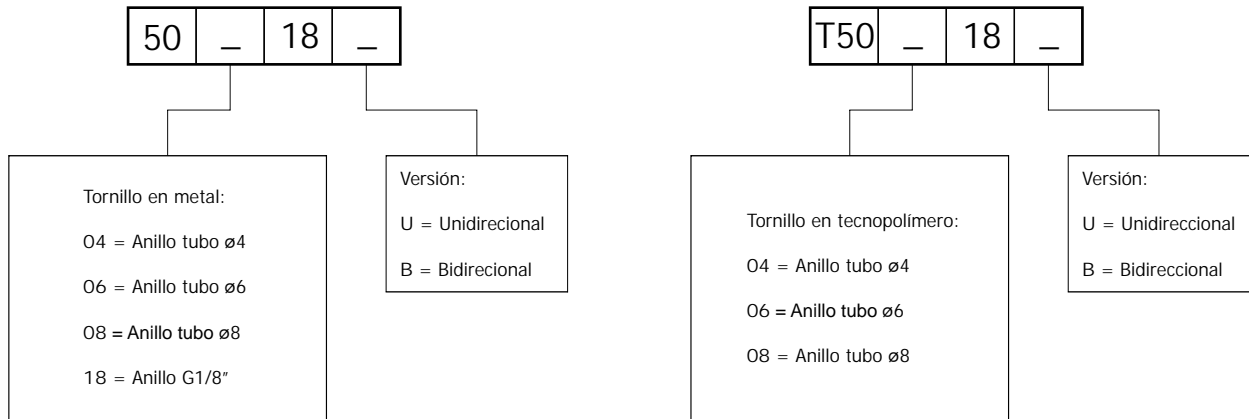 50 _ 18 _
Tornillo en metal:
04 = Anillo tubo ø4
06 = Anillo tubo ø6
08 = Anillo tubo ø8
18 = Anillo G1/8"
Versión:
U = Unidirecional
B = Bidirecional
T50 _ 18 _
Tornillo en tecnopolímero:
04 = Anillo tubo ø4
06 = Anillo tubo ø6
08 = Anillo tubo ø8
Versión:
U = Unidireccional
B = Bidireccional